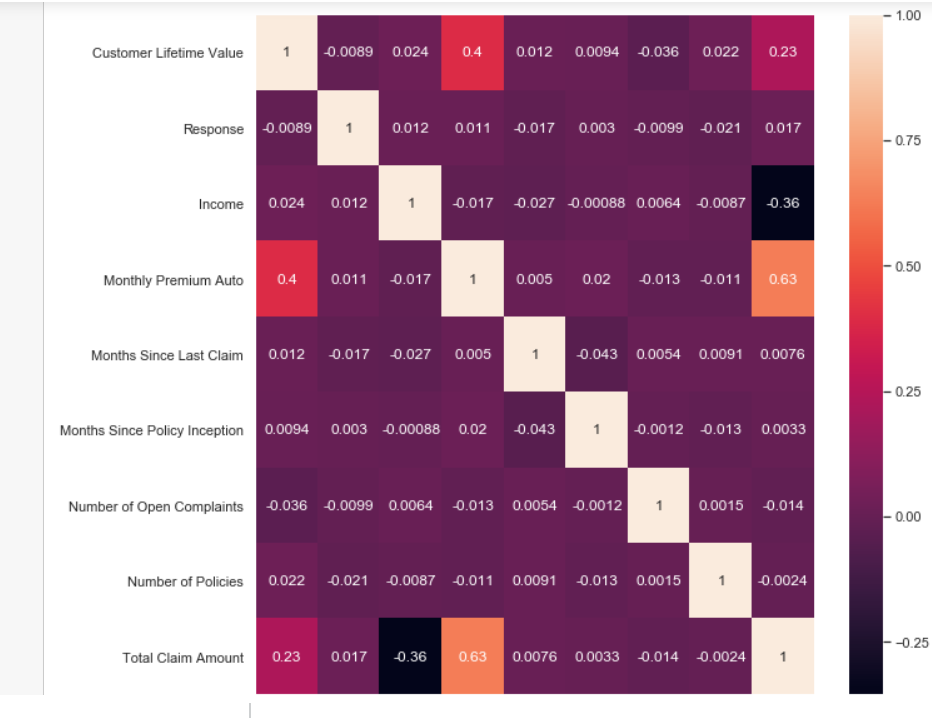 Customer Lifetime Value 1 -0.0089 0.024 0.4 0.012 0.0094 -0.036 0.022 0.23
Response -0.0089 1 0.012 0.011 -0.017 0.003 -0.0099 -0.021 0.017
Income 0.024 0.012 1 -0.017 -0.027 -0.00088 0.0064 -0.0087 -0.36
Monthly Premium Auto 0.4 0.011 -0.017 1 0.005 0.02 -0.013 -0.011 0.63
Months Since Last Claim 0.012 -0.017 -0.027 0.005 1 -0.043 0.0054 0.0091 0.0076
Months Since Policy Inception 0.0094 0.003 -0.00088 0.02 -0.043 1 -0.0012 -0.013 0.0033
Number of Open Complaints -0.036 -0.0099 0.0064 -0.013 0.0054 -0.0012 1 0.0015 -0.014
Number of Policies 0.022 -0.021 -0.0087 -0.011 0.0091 -0.013 0.0015 1 -0.0024
Total Claim Amount 0.23 0.017 -0.36 0.63 0.0076 0.0033 -0.014 -0.0024 1
1.00
0.75
0.50
0.25
0.00
-0.25